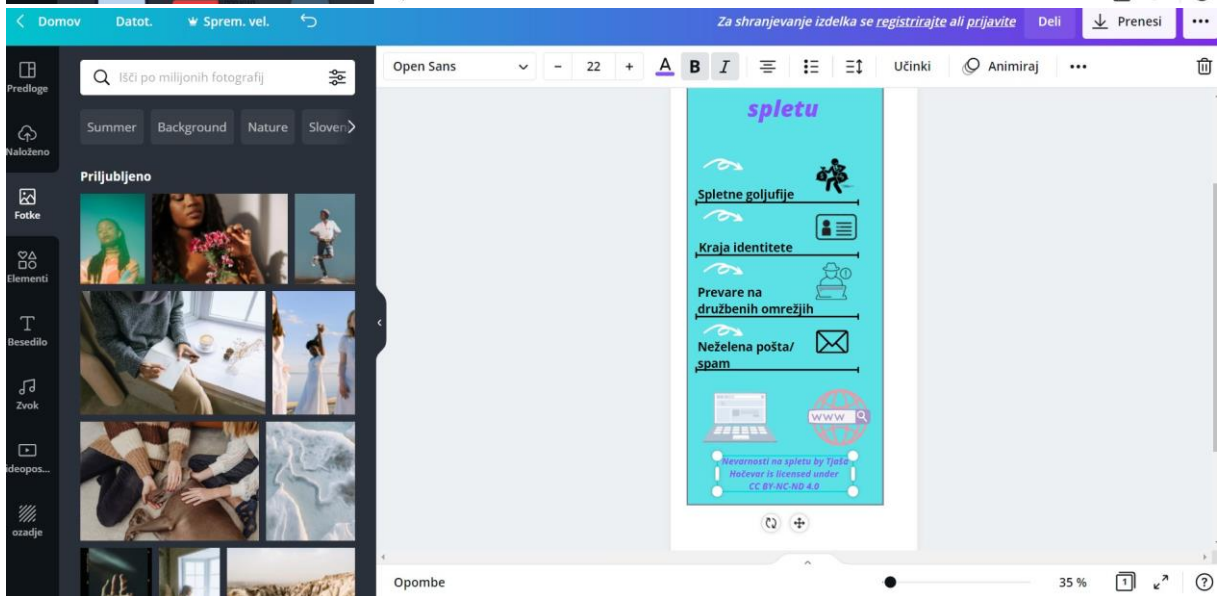 Domov Datot. Sprem. vel. Za shranjevanje izdelka se registrirajte ali prijavite Deli Prenesi
Predloge
Naloženo
Fotke
Elementi
Besedilo
Zvok
ideopos...
ozadje
Išči po milijonih fotografij
Summer Background Nature Sloven
Priljubljeno
Open Sans - 22 + A B I Učinki Animiraj
spletu
Spletne goljufije
Kraja identitete
Prevare na
družbenih omrežjih
Neželena pošta/
spam
www
Nevarnosti na spletu by Tjaša
Hočevar is licensed under
CC BY-NC-ND 4.0
Opombe 35 % 1 ?